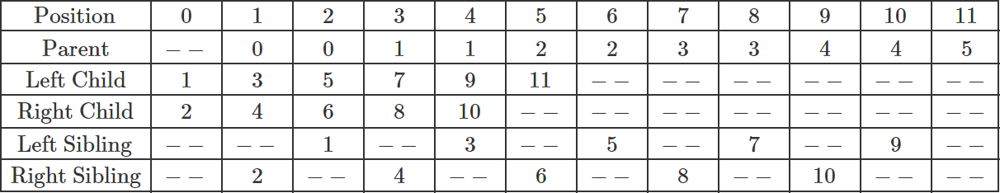 Position 0 1 2 3 4 5 6 7 8 9 10 11
Parent −− 0 0 1 1 2 2 3 3 4 4 5
Left Child 1 3 5 7 9 11 −− −− −− −− −− −−
Right Child 2 4 6 8 10 −− −− −− −− −− −− −−
Left Sibling −− −− 1 −− 3 −− 5 −− 7 −− 9 −−
Right Sibling −− 2 −− 4 −− 6 −− 8 −− 10 −− −−